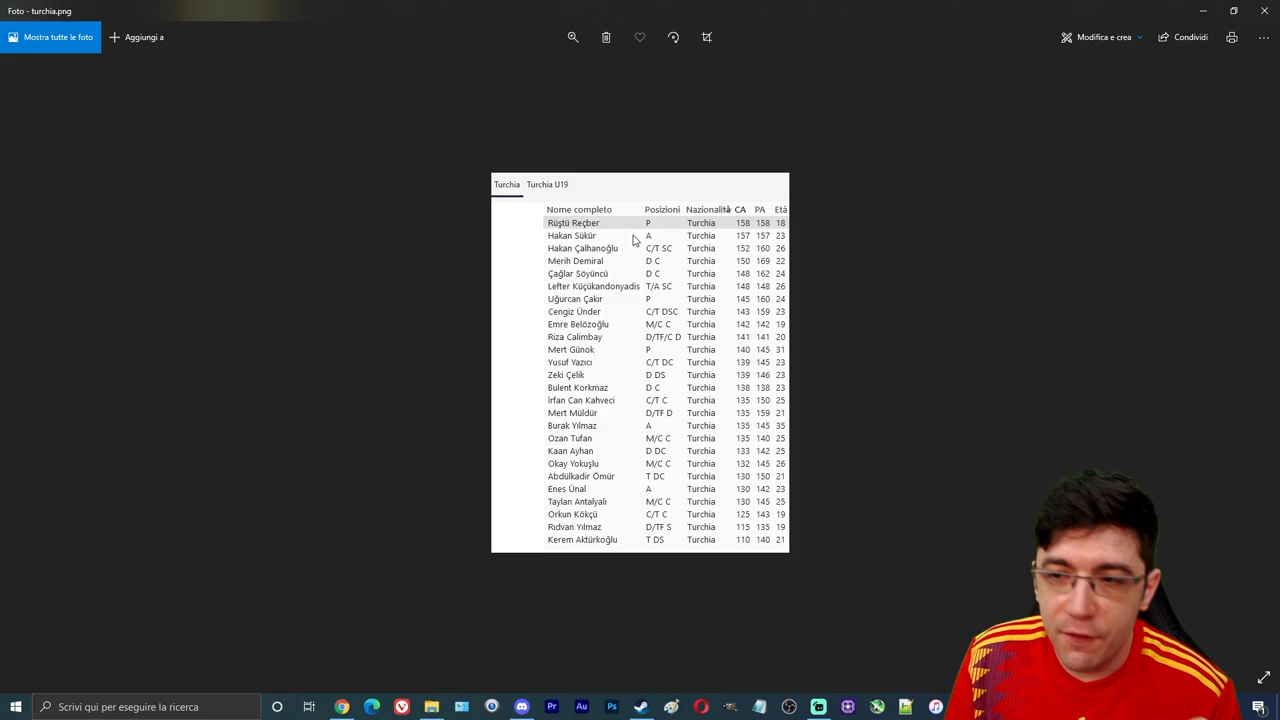 Foto - turchia.png
Mostra tutte le foto Aggiungi a Modifica e crea Condividi
Turchia Turchia U19
Nome completo Posizioni Nazionalità CA PA Età
Rüştü Reçber P Turchia 158 158 18
Hakan Sükür A Turchia 157 157 23
Hakan Çalhanoğlu C/T SC Turchia 152 160 26
Merih Demiral D C Turchia 150 169 22
Çağlar Söyüncü D C Turchia 148 162 24
Lefter Küçükandonyadis T/A SC Turchia 148 148 26
Uğurcan Çakır P Turchia 145 160 24
Cengiz Ünder C/T DSC Turchia 143 159 23
Emre Belözoğlu M/C C Turchia 142 142 19
Riza Calimbay D/TF/C D Turchia 141 141 20
Mert Günok P Turchia 140 145 31
Yusuf Yazıcı C/T DC Turchia 139 145 23
Zeki Çelik D DS Turchia 139 146 23
Bulent Korkmaz D C Turchia 138 138 23
İrfan Can Kahveci C/T C Turchia 135 150 25
Mert Müldür D/TF D Turchia 135 159 21
Burak Yılmaz A Turchia 135 145 35
Ozan Tufan M/C C Turchia 135 140 25
Kaan Ayhan D DC Turchia 133 142 25
Okay Yokuşlu M/C C Turchia 132 145 26
Abdülkadir Ömür T DC Turchia 130 150 21
Enes Ünal A Turchia 130 142 23
Taylan Antalyalı M/C C Turchia 130 145 25
Orkun Kökçü C/T C Turchia 125 143 19
Rıdvan Yılmaz D/TF S Turchia 115 135 19
Kerem Aktürkoğlu T DS Turchia 110 140 21
Scrivi qui per eseguire la ricerca
Pr Au Ps